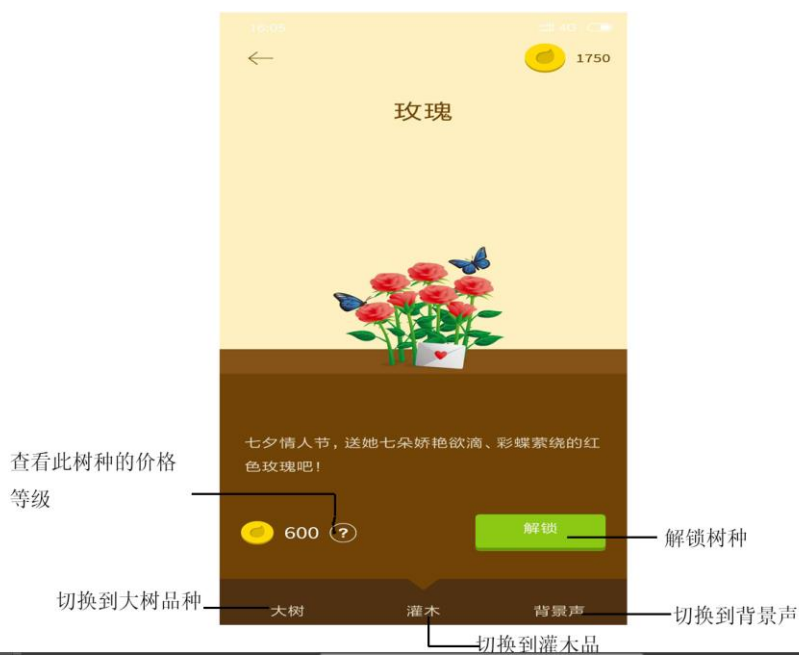 16:05
4G
1750
玫瑰
七夕情人节，送她七朵娇艳欲滴、彩蝶萦绕的红
色玫瑰吧！
查看此树种的价格
等级
600 ?
解锁
解锁树种
切换到大树品种
大树
灌木
背景声
切换到背景声
切换到灌木品